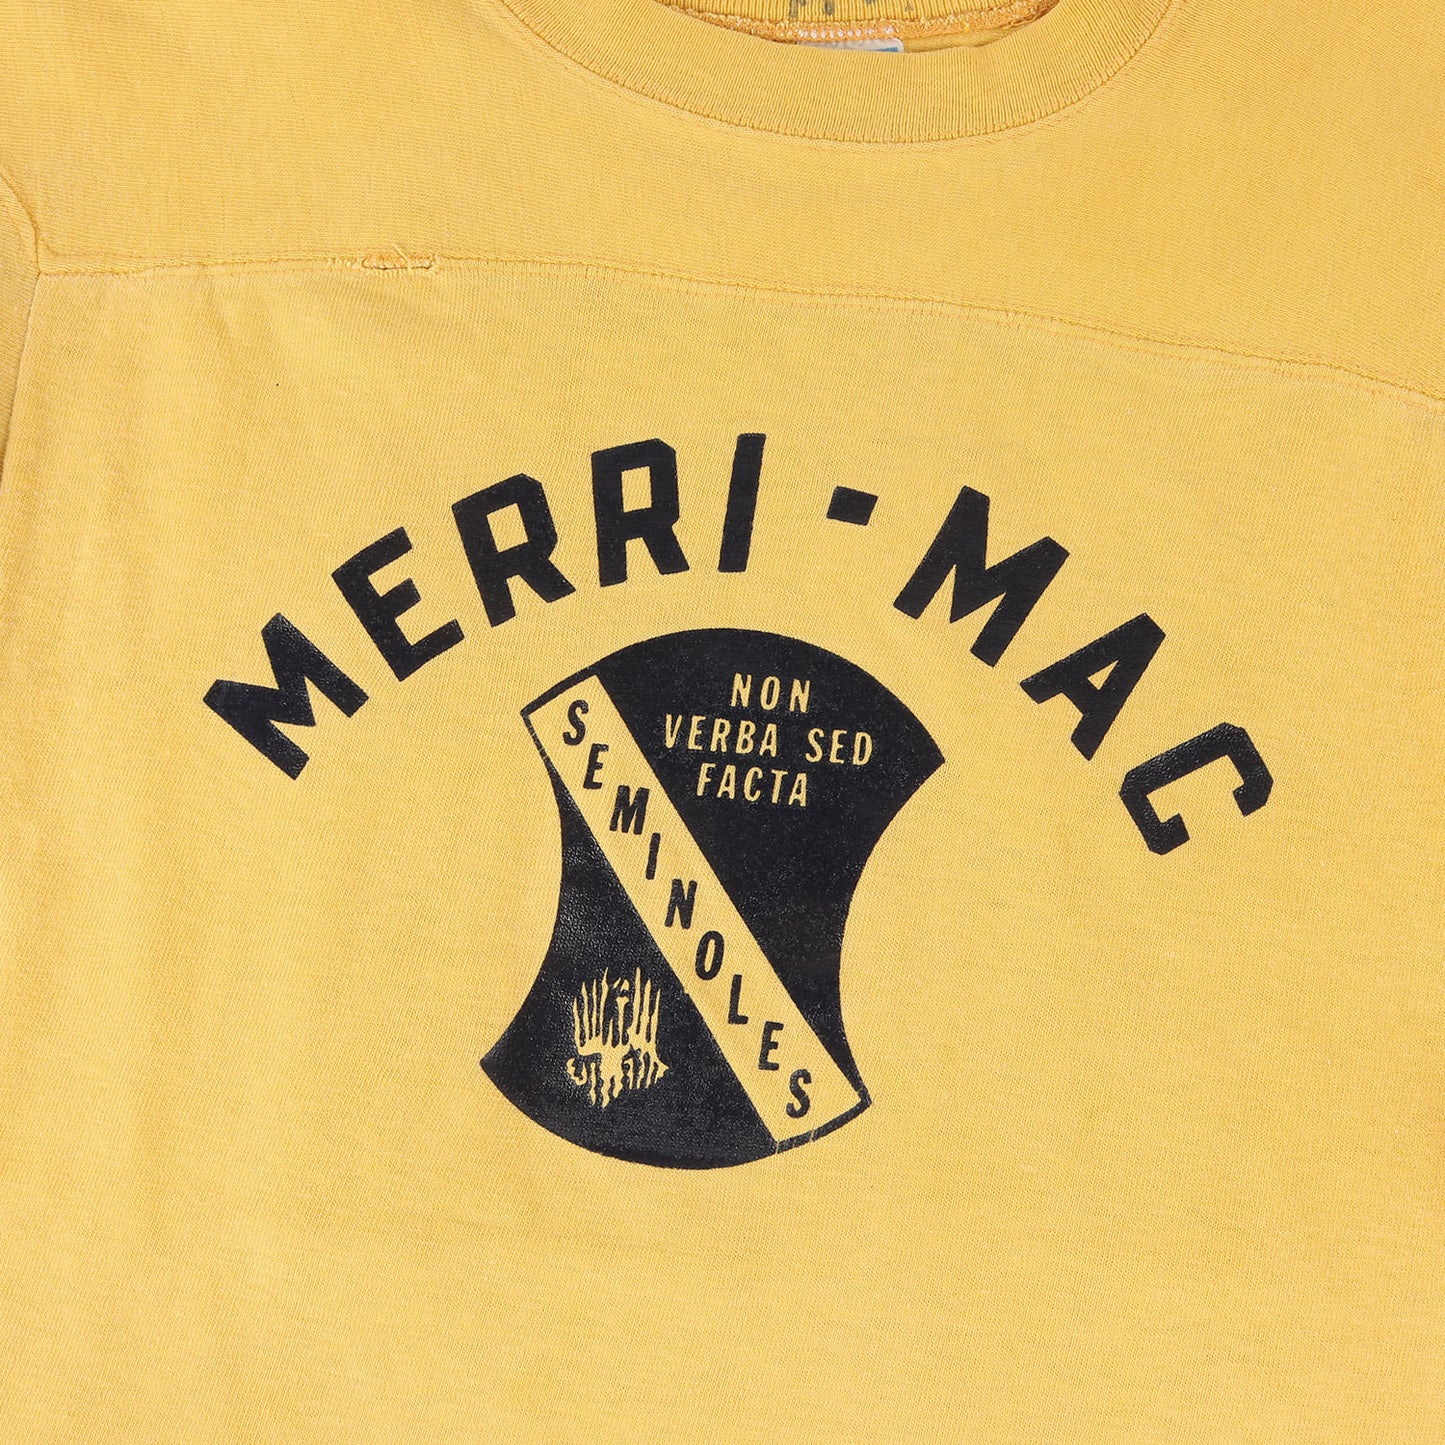 MERRI-MAC
NON
VERBA SED
FACTA
SEMINOLES